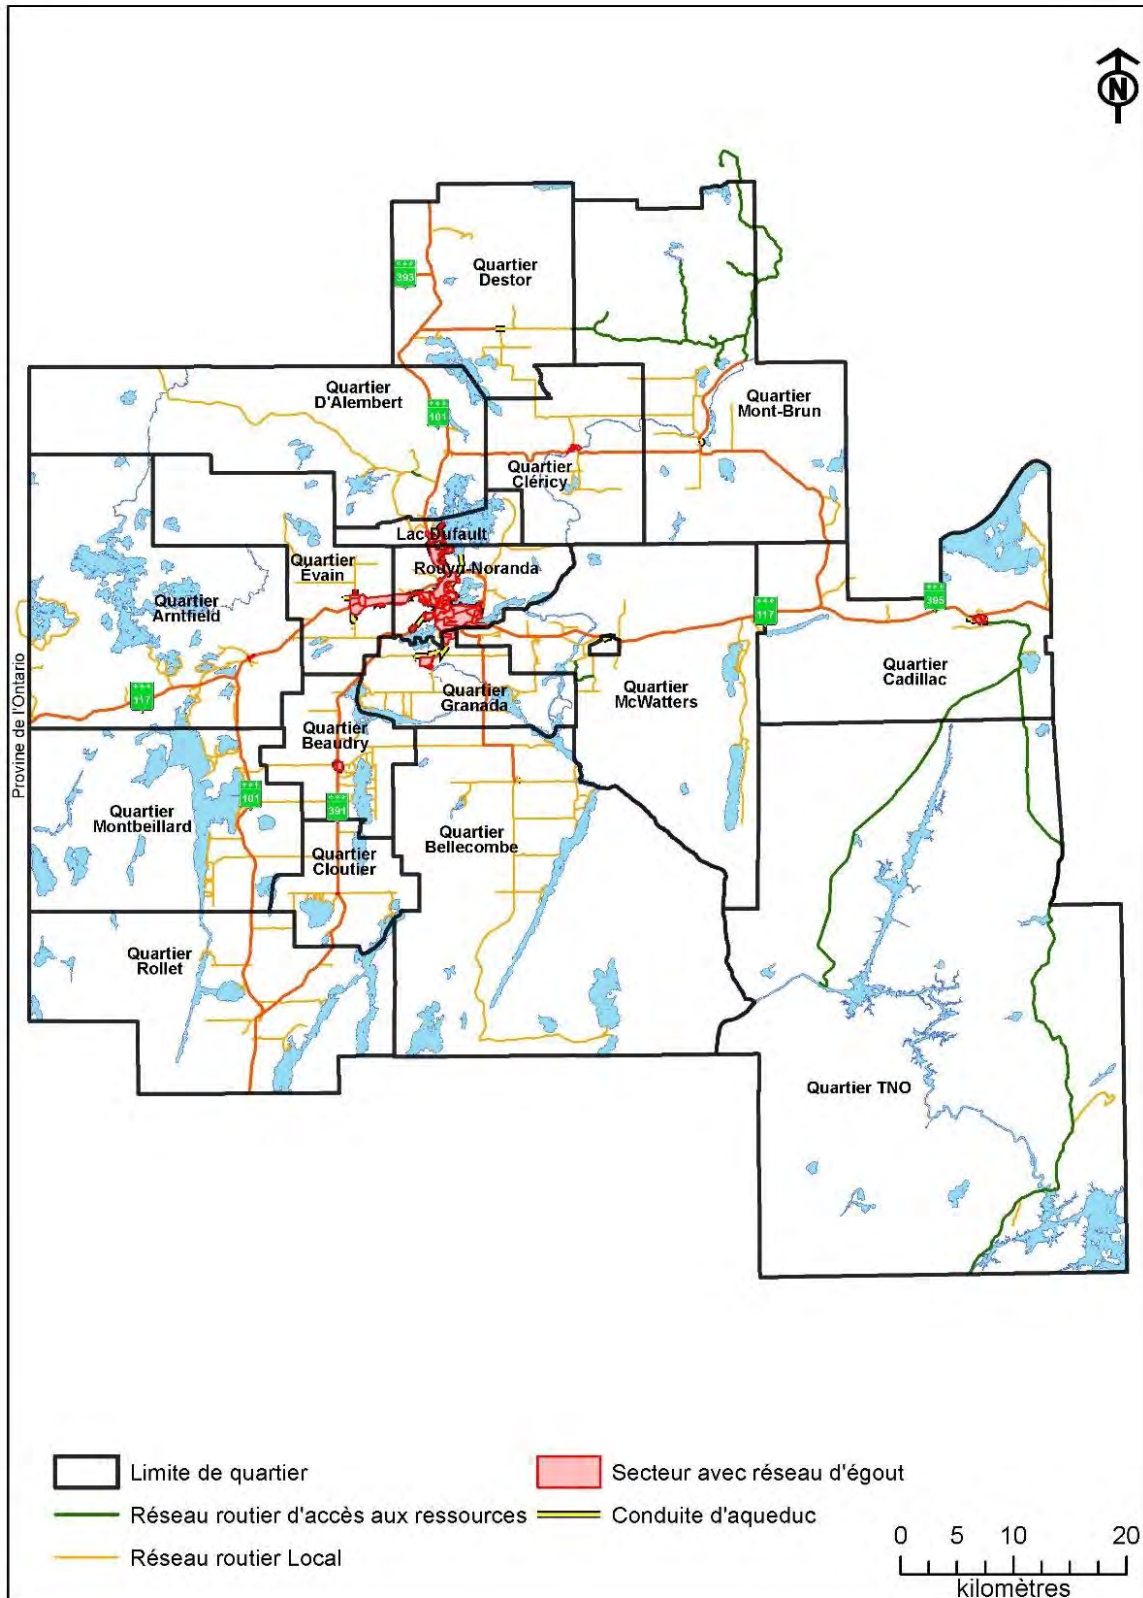 N
Quartier
Destor
393
Quartier
D'Alembert
101
Quartier
Mont-Brun
Quartier
Cléricy
Lac Dufault
Quartier
Évain
Rouyn-Noranda
Quartier
Arntfield
117
395
Provine de l'Ontario
117
Quartier
Cadillac
Quartier
Granada
Quartier
McWatters
Quartier
Beaudry
101
391
Quartier
Montbeillard
Quartier
Bellecombe
Quartier
Cloutier
Quartier
Rollet
Quartier TNO
Limite de quartier
Secteur avec réseau d'égout
Réseau routier d'accès aux ressources
Conduite d'aqueduc
Réseau routier Local
0 5 10 20
kilomètres